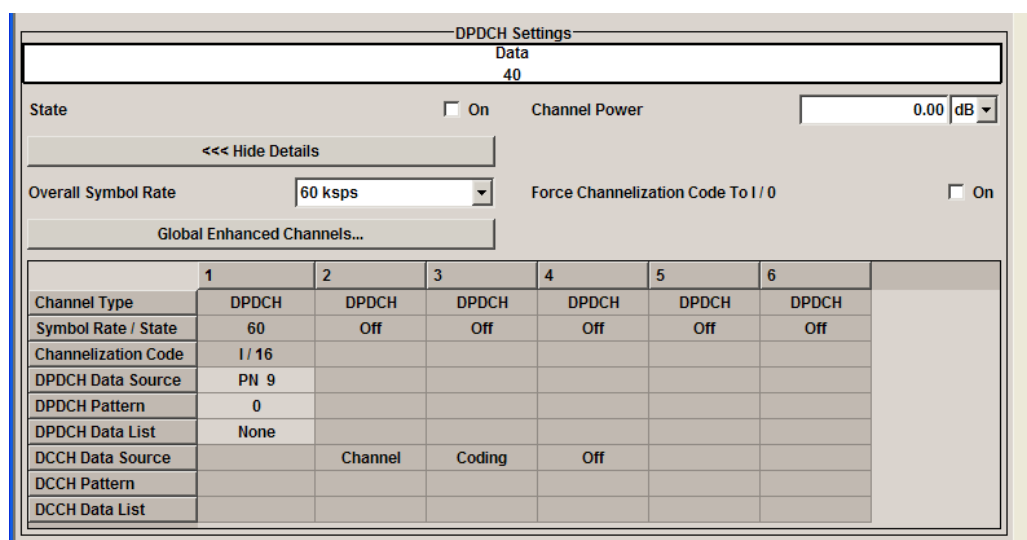 DPDCH Settings
Data
40
State On Channel Power 0.00 dB
<<< Hide Details
Overall Symbol Rate 60 ksps Force Channelization Code To I / 0 On
Global Enhanced Channels...
1 2 3 4 5 6
Channel Type DPDCH DPDCH DPDCH DPDCH DPDCH DPDCH
Symbol Rate / State 60 Off Off Off Off Off
Channelization Code I / 16
DPDCH Data Source PN 9
DPDCH Pattern 0
DPDCH Data List None
DCCH Data Source Channel Coding Off
DCCH Pattern
DCCH Data List